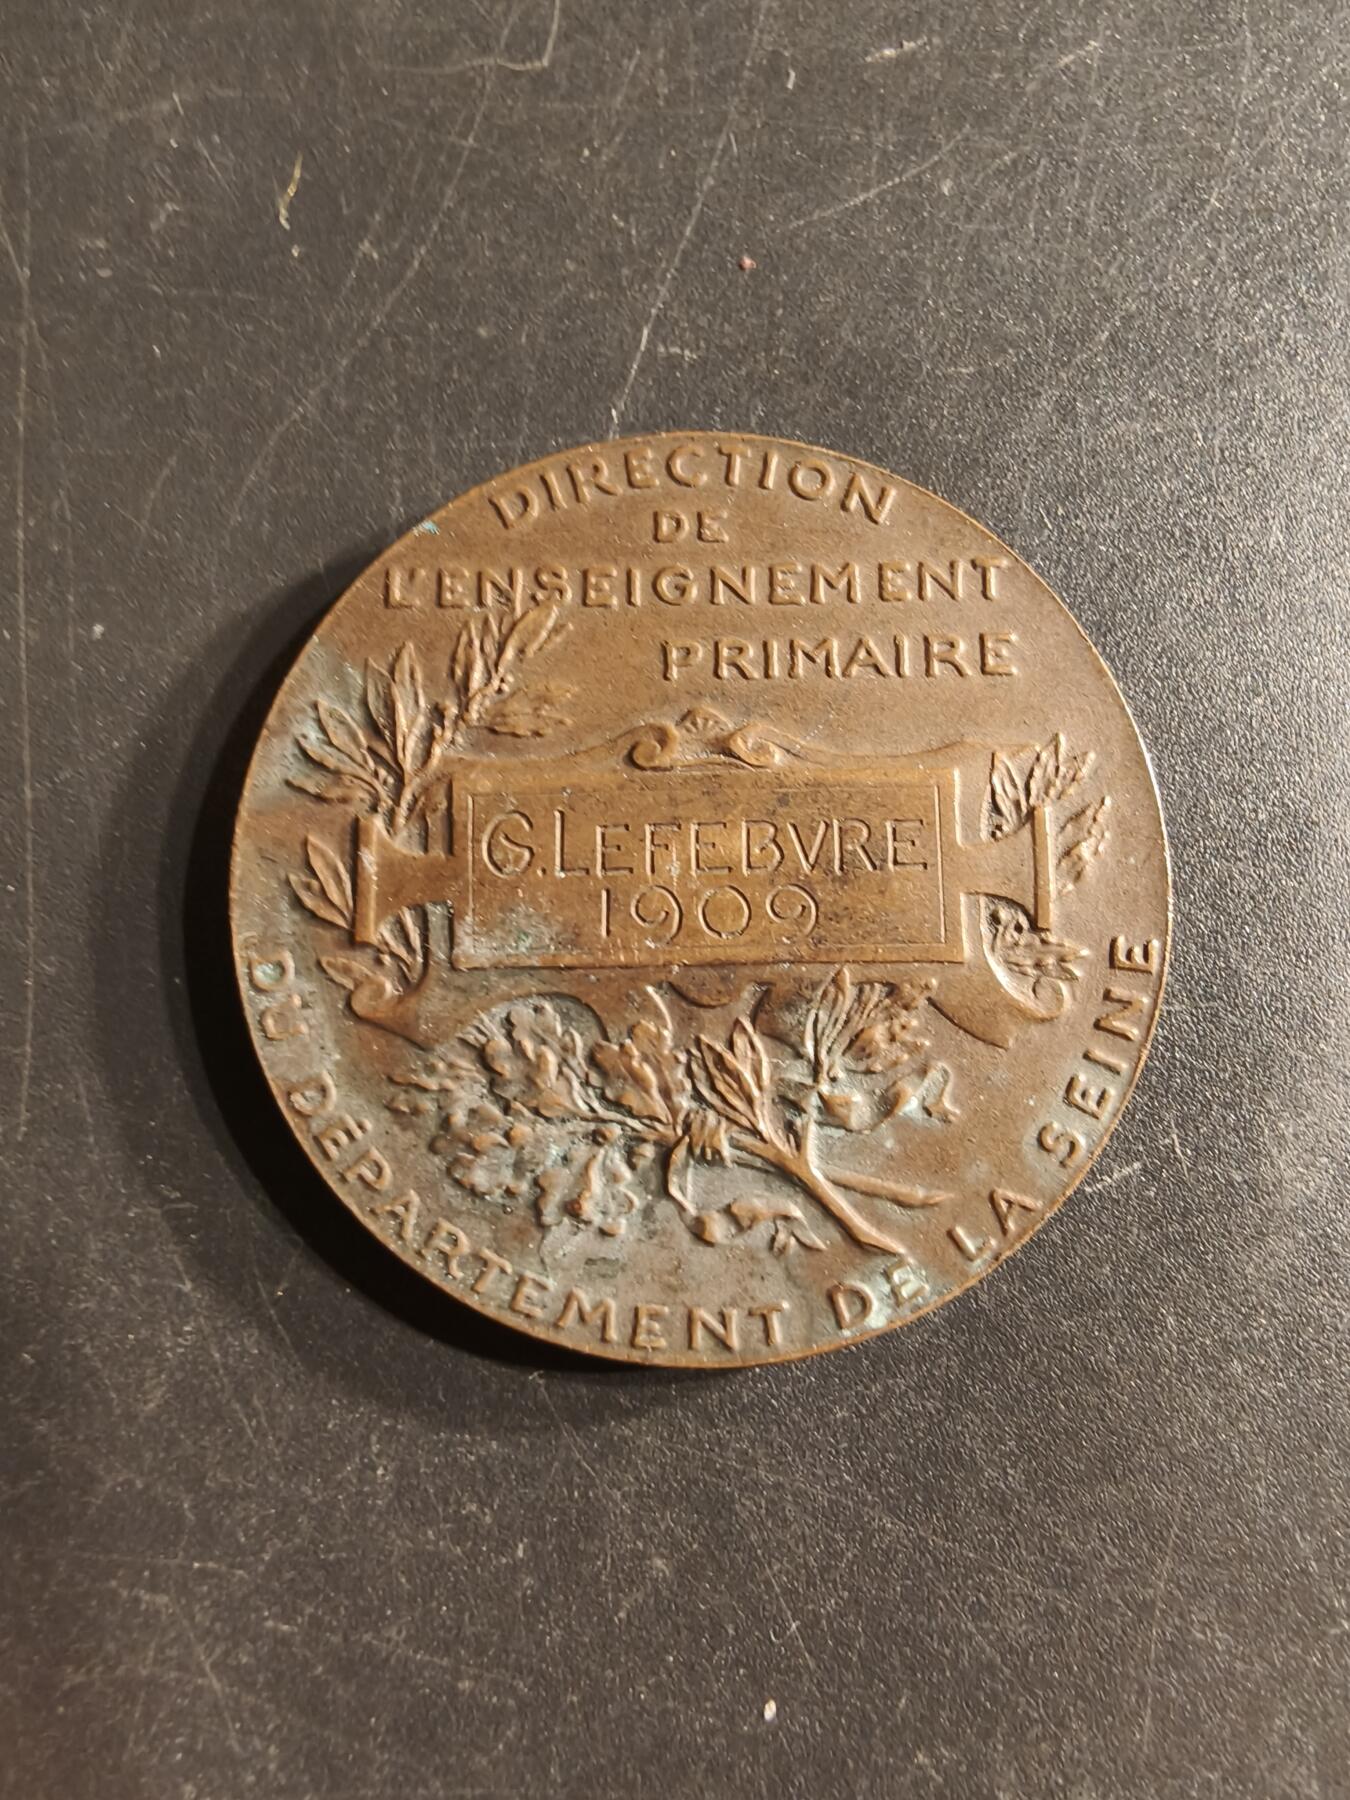 DIRECTION
DE
L'ENSEIGNEMENT
PRIMAIRE
G. LEFEBVRE
1909
DU DÉPARTEMENT DE LA SEINE